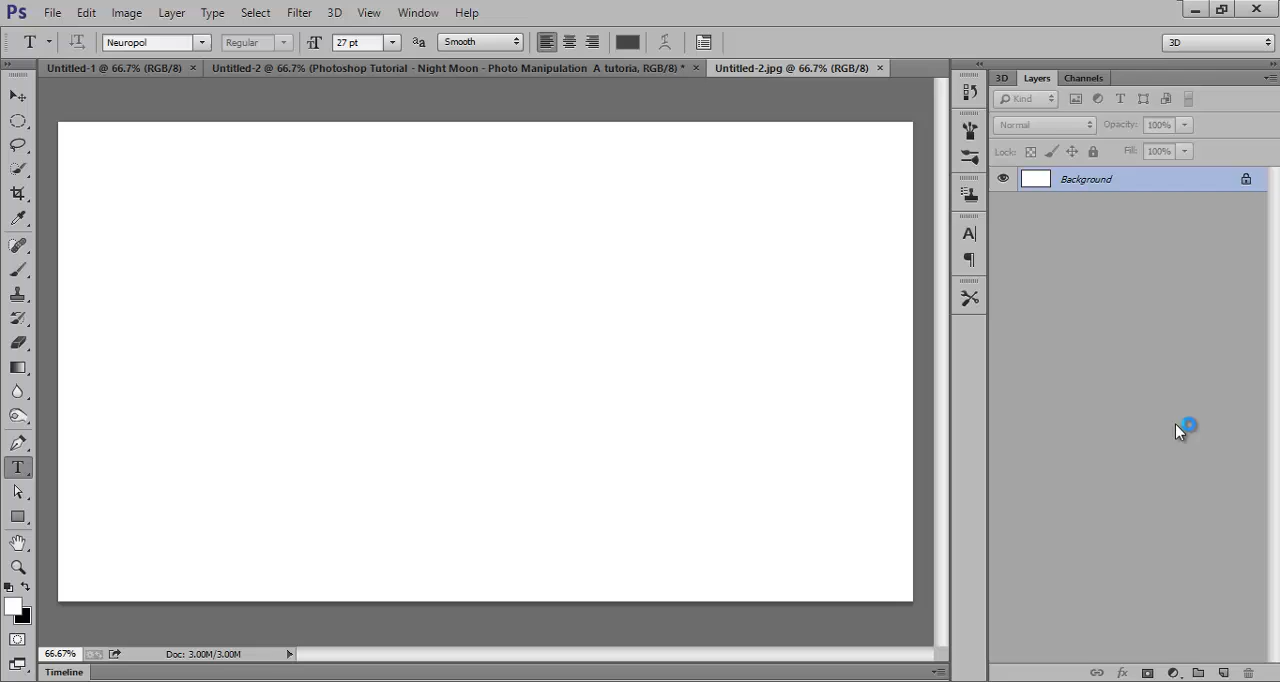 Ps File Edit Image Layer Type Select Filter 3D View Window Help
T Neuropol Regular 27 pt Smooth 3D
Untitled-1 @ 66.7% (RGB/8) × Untitled-2 @ 66.7% (Photoshop Tutorial - Night Moon - Photo Manipulation A tutoria, RGB/8) * × Untitled-2.jpg @ 66.7% (RGB/8) ×
3D Layers Channels
Kind
Normal Opacity: 100%
Lock: Fill: 100%
Background
66.67% Doc: 3.00M/3.00M
Timeline